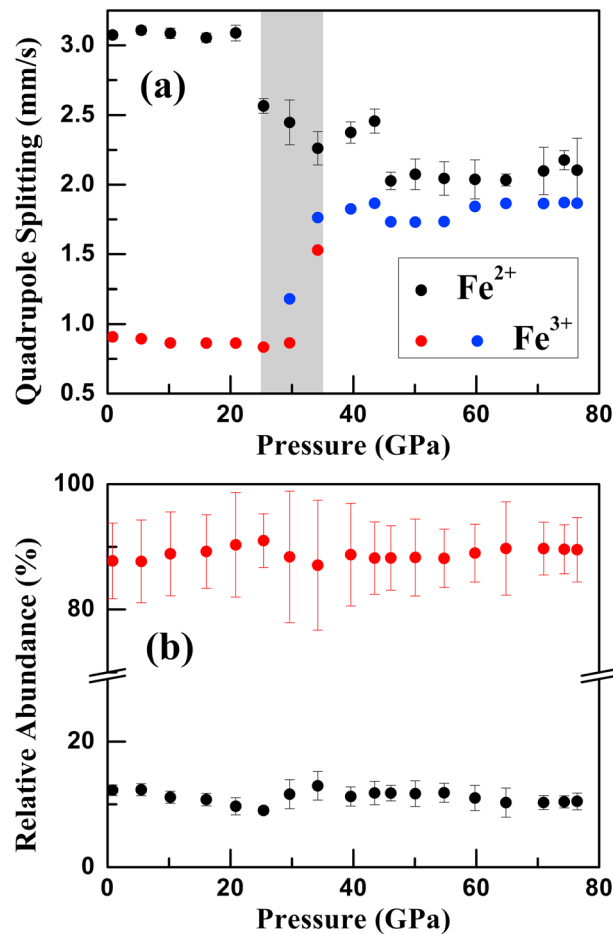 3.0
2.5
2.0
1.5
1.0
0.5
Quadrupole Splitting (mm/s)
(a)
Fe2+
Fe3+
0 20 40 60 80
Pressure (GPa)
100
80
20
0
Relative Abundance (%)
(b)
0 20 40 60 80
Pressure (GPa)